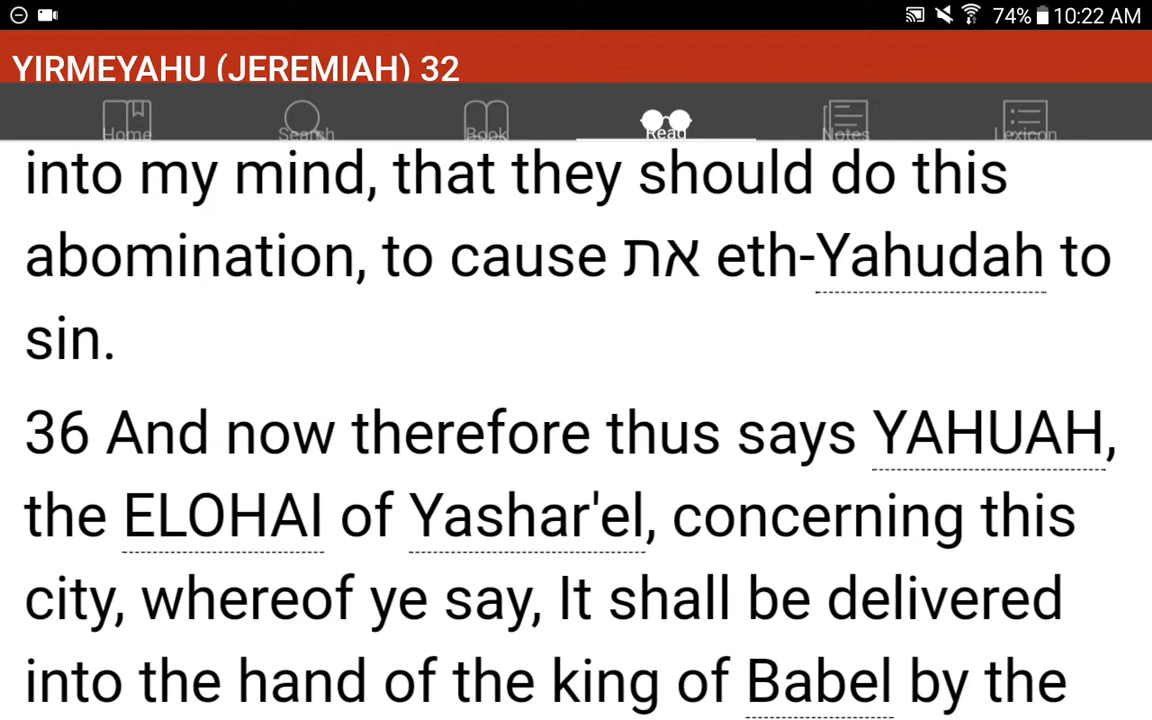 74% 10:22 AM
YIRMEYAHU (JEREMIAH) 32
Home Search Book Read Notes Lexicon
into my mind, that they should do this
abomination, to cause את eth-Yahudah to
sin.
36 And now therefore thus says YAHUAH,
the ELOHAI of Yashar'el, concerning this
city, whereof ye say, It shall be delivered
into the hand of the king of Babel by the